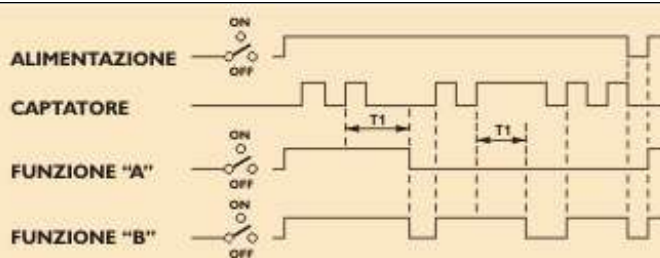 ON
ALIMENTAZIONE
OFF
CAPTATORE
T1
T1
ON
FUNZIONE “A”
OFF
ON
FUNZIONE “B”
OFF